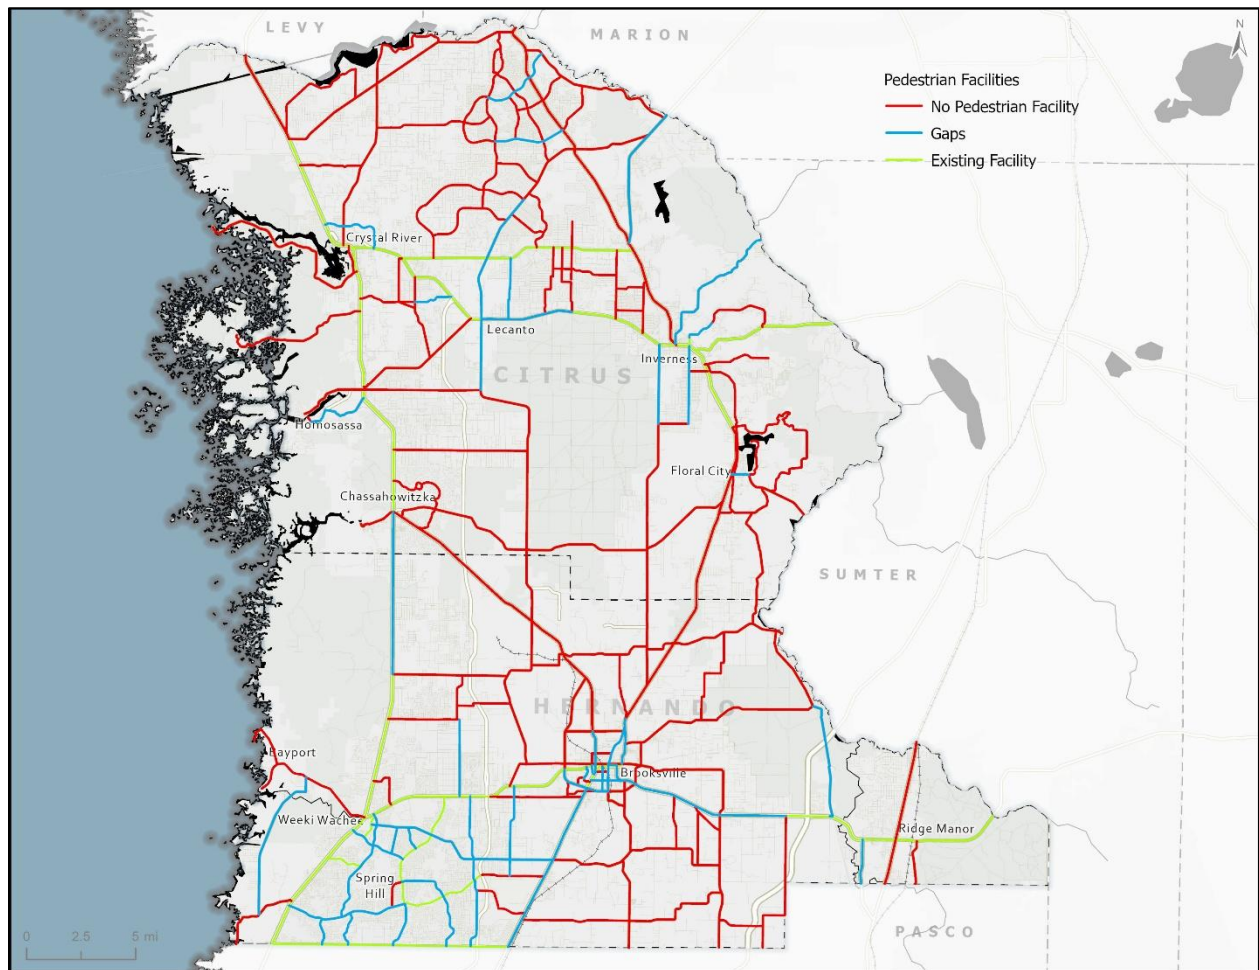 LEVY
MARION
N
Pedestrian Facilities
No Pedestrian Facility
Gaps
Existing Facility
Crystal River
Lecanto
Inverness
CITRUS
Homosassa
Floral City
Chassahowitzka
SUMTER
HERNANDO
Bayport
Brooksville
Weeki Wachee
Ridge Manor
Spring
Hill
PASCO
0 2.5 5 mi